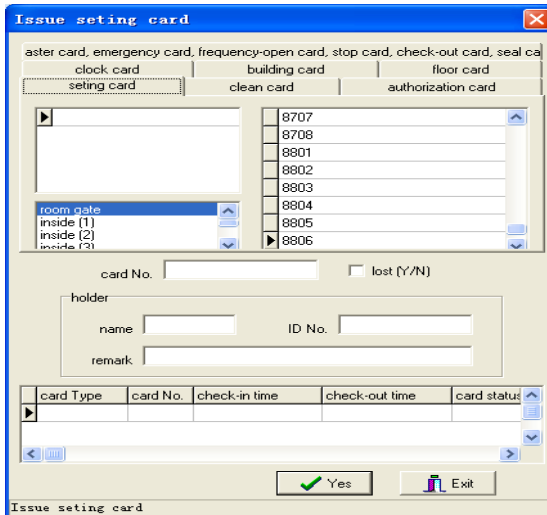 Issue seting card
aster card, emergency card, frequency-open card, stop card, check-out card, seal ca
clock card building card floor card
seting card clean card authorization card
8707
8708
8801
8802
8803
8804
8805
8806
room gate
inside (1)
inside (2)
inside (3)
card No. lost (Y/N)
holder
name ID No.
remark
card Type card No. check-in time check-out time card status
Yes Exit
Issue seting card